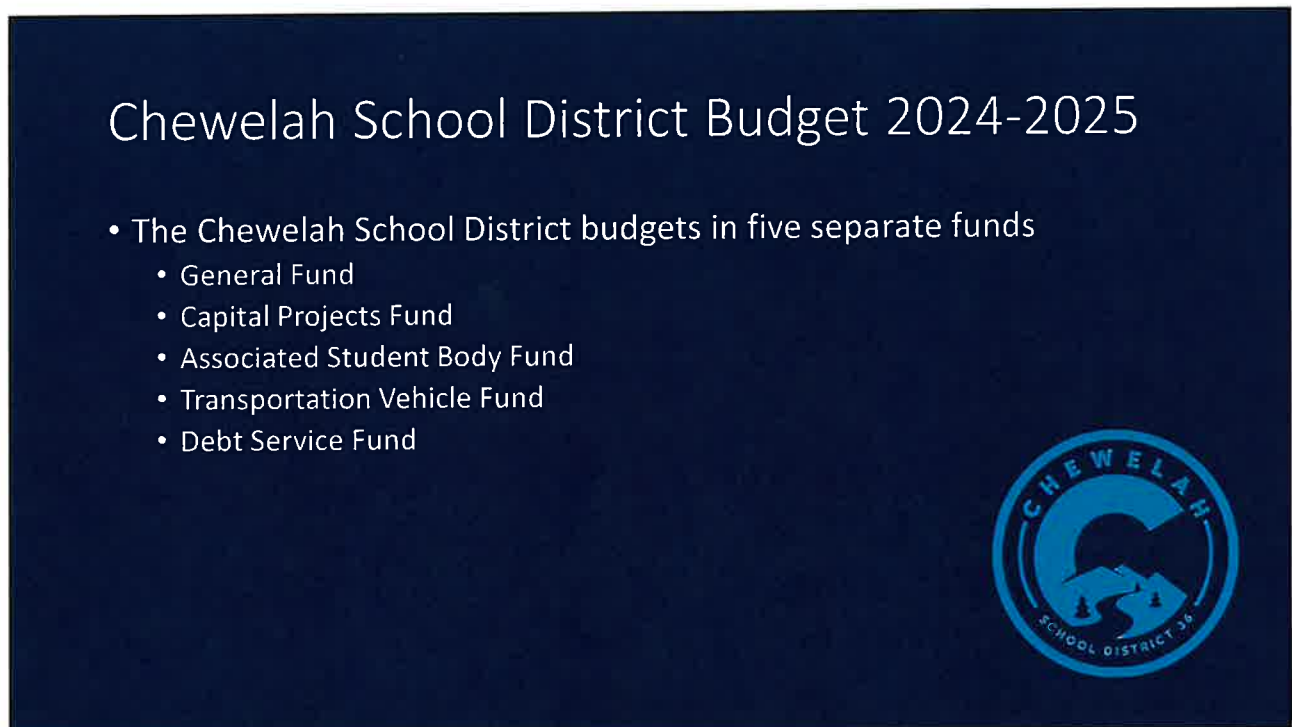 Chewelah School District Budget 2024-2025
• The Chewelah School District budgets in five separate funds
• General Fund
• Capital Projects Fund
• Associated Student Body Fund
• Transportation Vehicle Fund
• Debt Service Fund
CHEWELAH
SCHOOL DISTRICT 36